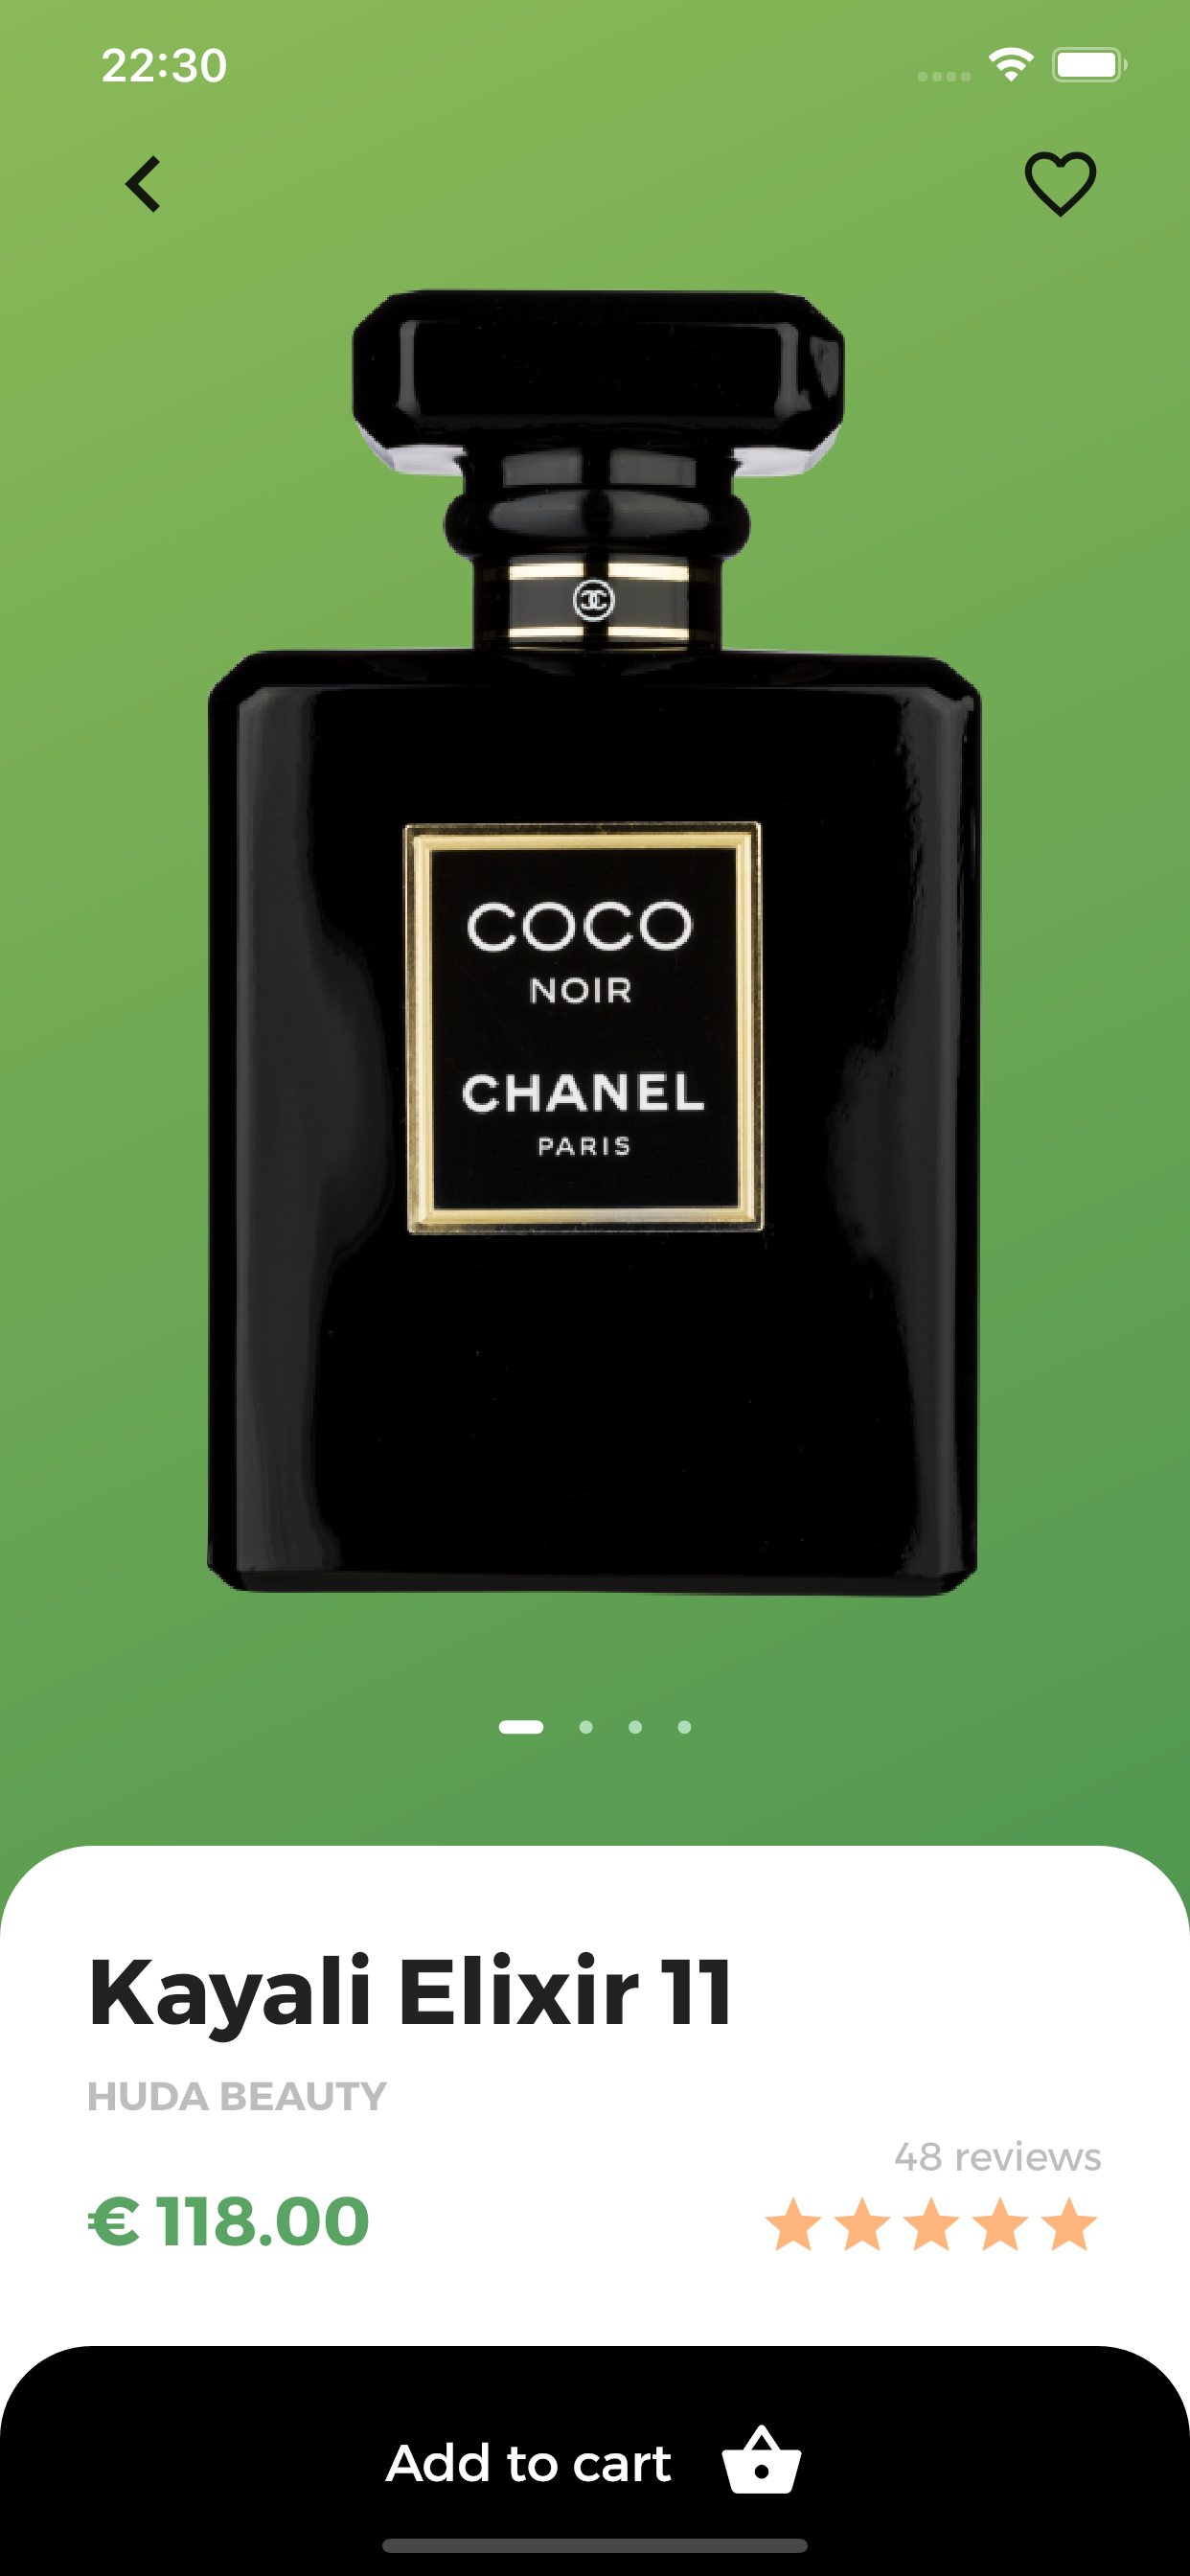 22:30
COCO
NOIR
CHANEL
PARIS
Kayali Elixir 11
HUDA BEAUTY
48 reviews
€ 118.00
Add to cart